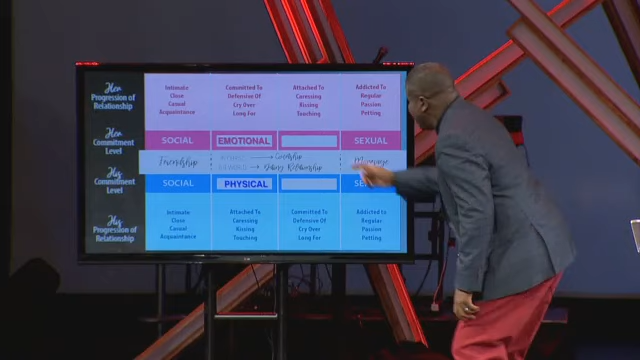 Her
Progression
of Relationship
Intimate
Close
Casual
Acquaintance
Committed To
Defensive Of
Cry Over
Long For
Attached To
Caressing
Kissing
Touching
Addicted To
Regular
Passion
Petting
Her
Commitment
Level
SOCIAL
EMOTIONAL
SEXUAL
Friendship
Courtship
Dating Relationship
Marriage
His
Commitment
Level
SOCIAL
PHYSICAL
His
Progression
of Relationship
Intimate
Close
Casual
Acquaintance
Attached To
Caressing
Kissing
Touching
Committed To
Defensive Of
Cry Over
Long For
Addicted to
Regular
Passion
Petting